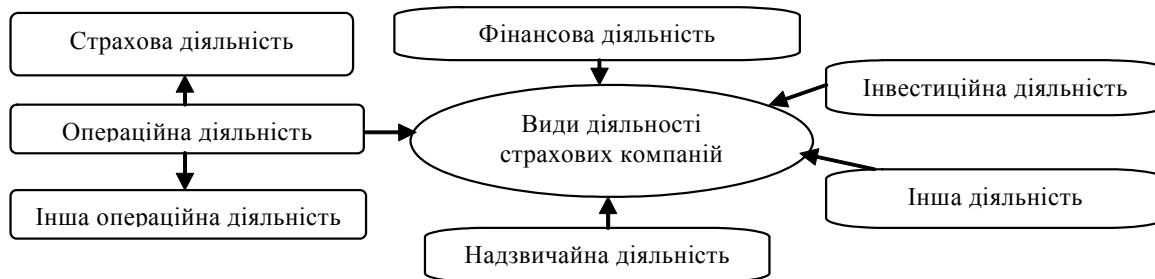 Страхова діяльність
Фінансова діяльність
Інвестиційна діяльність
Операційна діяльність
Види діяльності
страхових компаній
Інша операційна діяльність
Інша діяльність
Надзвичайна діяльність